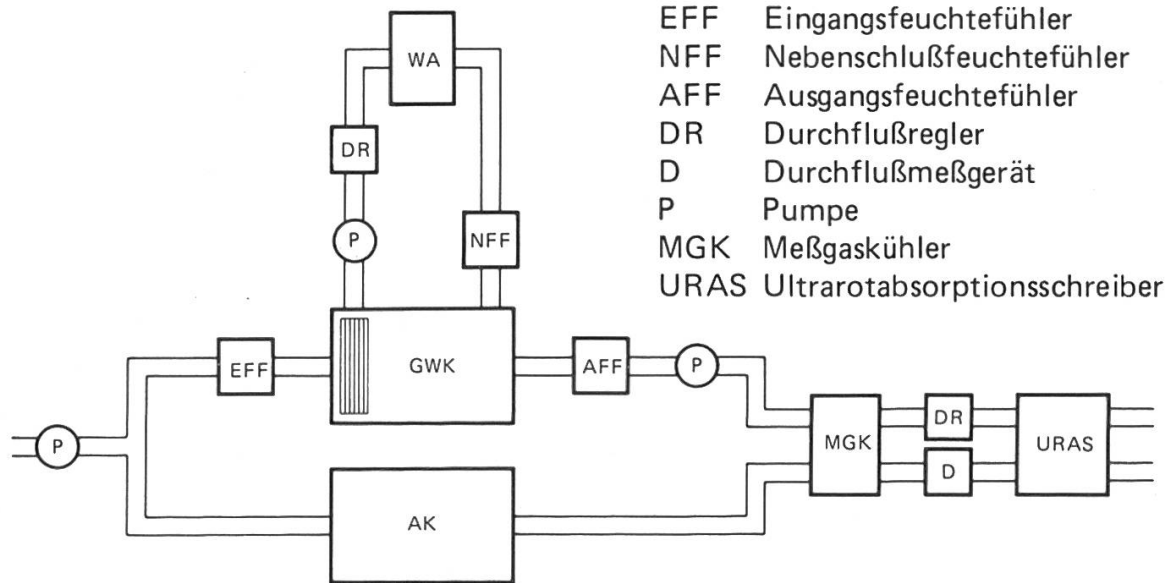 EFF Eingangsfeuchtefühler
NFF Nebenschlußfeuchtefühler
AFF Ausgangsfeuchtefühler
DR Durchflußregler
D Durchflußmeßgerät
P Pumpe
MGK Meßgaskühler
URAS Ultrarotabsorptionsschreiber
WA
DR
P
NFF
EFF
GWK
AFF
P
P
MGK
DR
URAS
D
AK